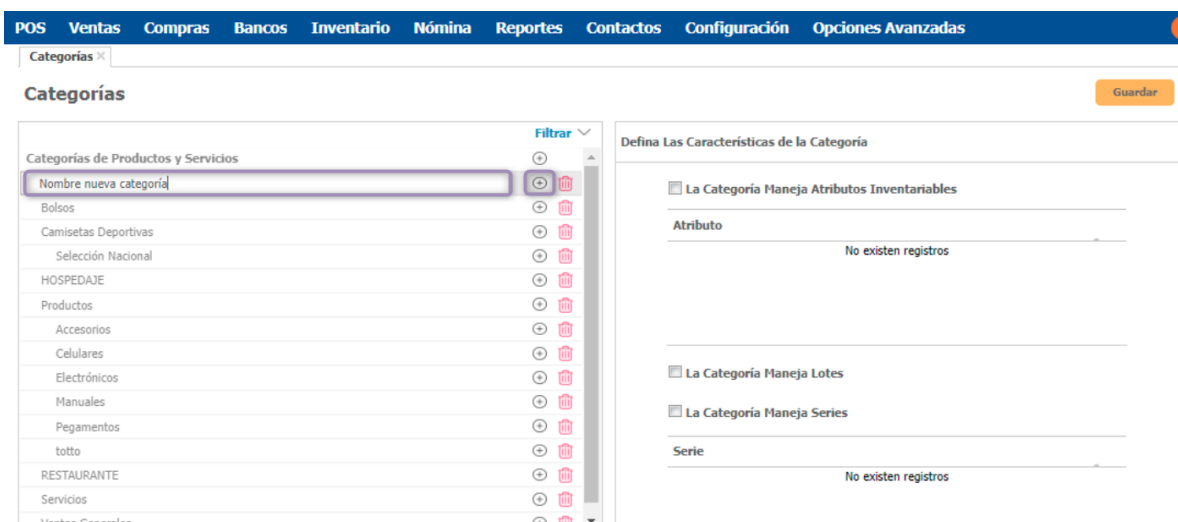 POS Ventas Compras Bancos Inventario Nómina Reportes Contactos Configuración Opciones Avanzadas
Categorías ×
Categorías
Guardar
Filtrar
Categorías de Productos y Servicios
Nombre nueva categoría
Bolsos
Camisetas Deportivas
Selección Nacional
HOSPEDAJE
Productos
Accesorios
Celulares
Electrónicos
Manuales
Pegamentos
totto
RESTAURANTE
Servicios
Ventas Generales
Defina Las Características de la Categoría
La Categoría Maneja Atributos Inventariables
Atributo
No existen registros
La Categoría Maneja Lotes
La Categoría Maneja Series
Serie
No existen registros